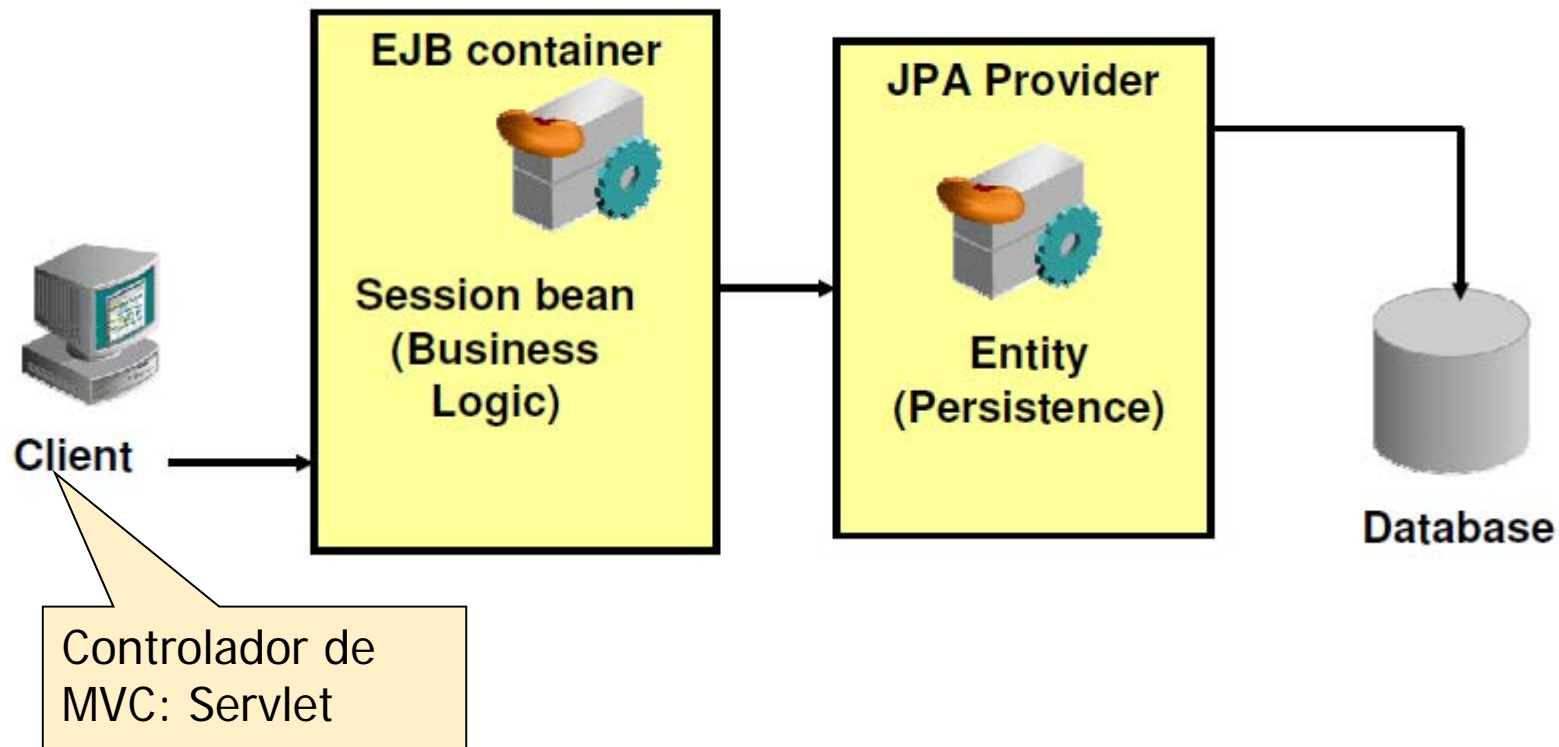 EJB container
Session bean
(Business
Logic)
JPA Provider
Entity
(Persistence)
Client
Database
Controlador de
MVC: Servlet